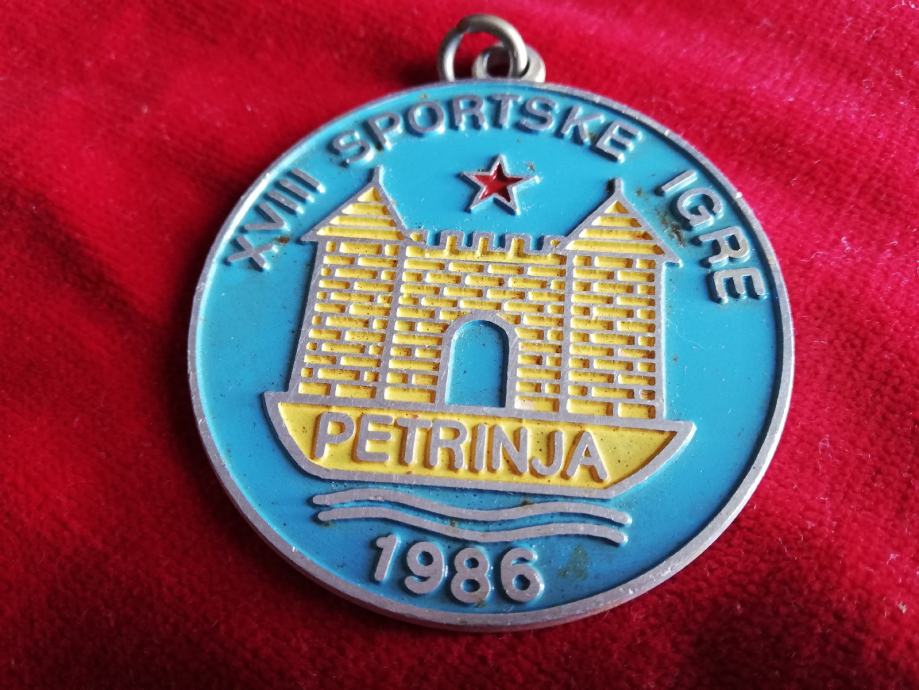 XVIII SPORTSKE IGRE
PETRINJA
1986